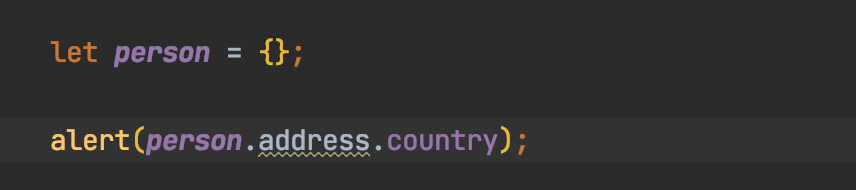 let person = {};
alert(person.address.country);